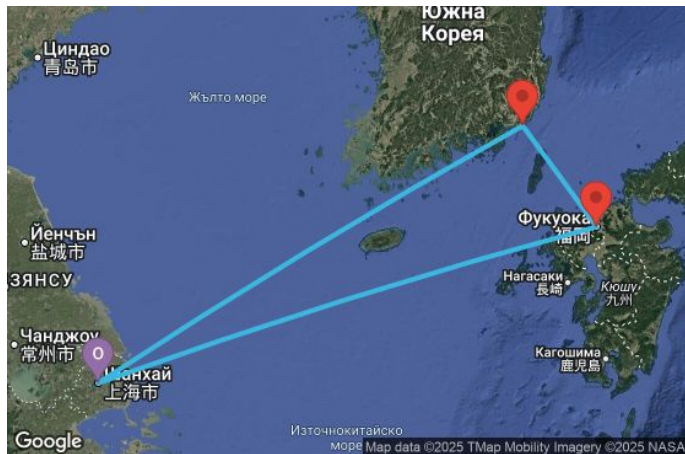 Южна
Корея
Циндао
青岛市
Жълто море
Фукуока
福岡
Йенчън
盐城市
Нагасаки
長崎
Кюшу
九州
ДЗЯНСУ
Чанджоу
常州市
O
Шанхай
上海市
Кагошима
鹿児島
Източнокитайско
море
Google
Map data ©2025 TMap Mobility Imagery ©2025 NASA